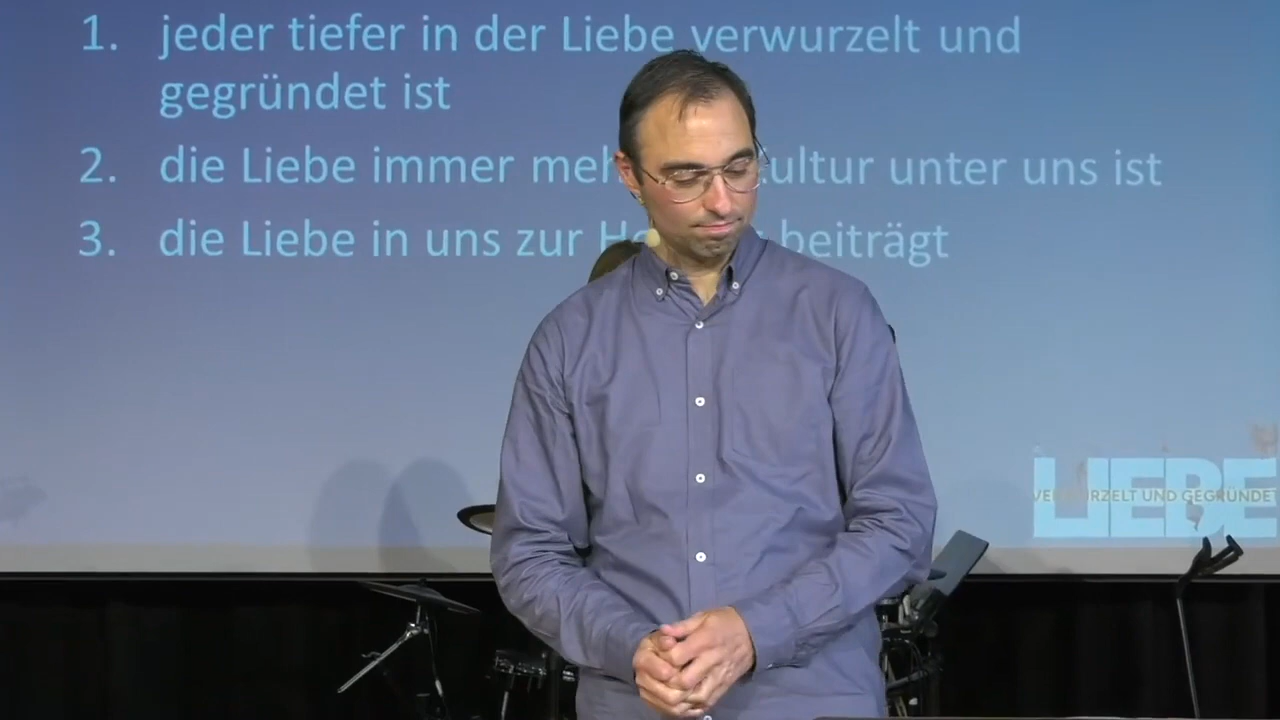 1. jeder tiefer in der Liebe verwurzelt und
gegründet ist
2. die Liebe immer ultur unter uns ist
3. die Liebe in uns zur beiträgt
LIEBE
VERWURZELT UND GEGRÜNDET